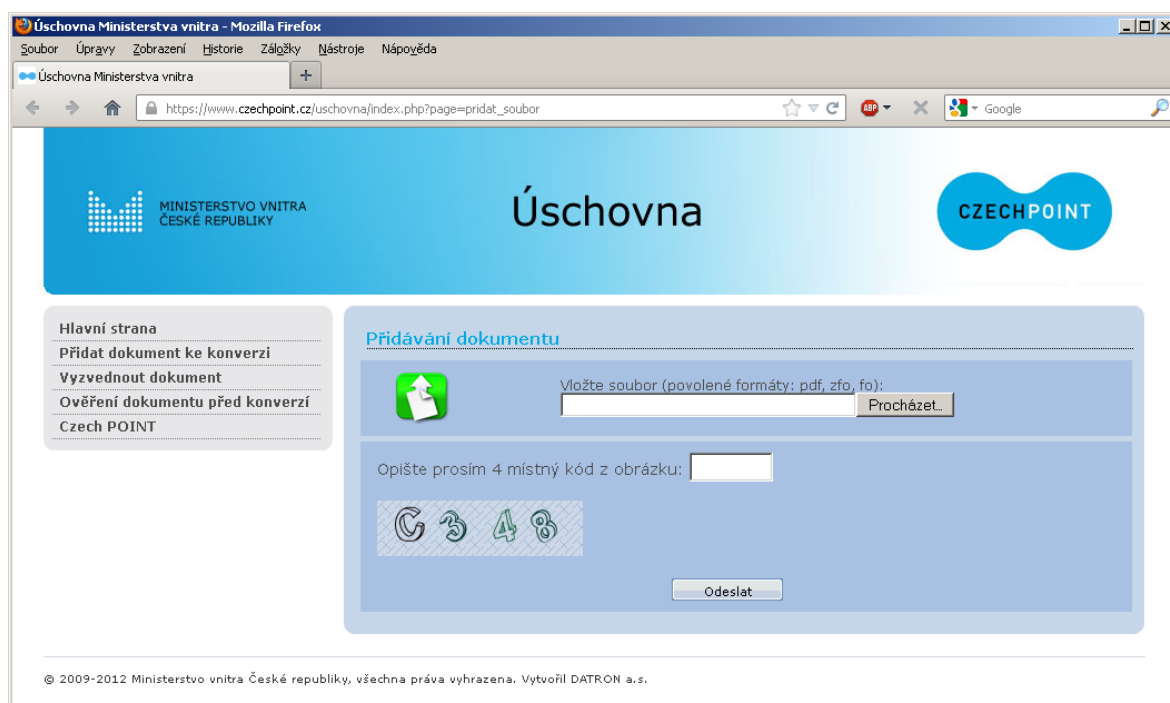 Úschovna Ministerstva vnitra - Mozilla Firefox
Soubor Úpravy Zobrazení Historie Záložky Nástroje Nápověda
Úschovna Ministerstva vnitra +
https://www.czechpoint.cz/uschovna/index.php?page=pridat_soubor ABP Google
MINISTERSTVO VNITRA
ČESKÉ REPUBLIKY
Úschovna
CZECHPOINT
Hlavní strana
Přidat dokument ke konverzi
Vyzvednout dokument
Ověření dokumentu před konverzí
Czech POINT
Přidávání dokumentu
Vložte soubor (povolené formáty: pdf, zfo, fo):
Procházet...
Opište prosím 4 místný kód z obrázku:
Odeslat
© 2009-2012 Ministerstvo vnitra České republiky, všechna práva vyhrazena. Vytvořil DATRON a.s.